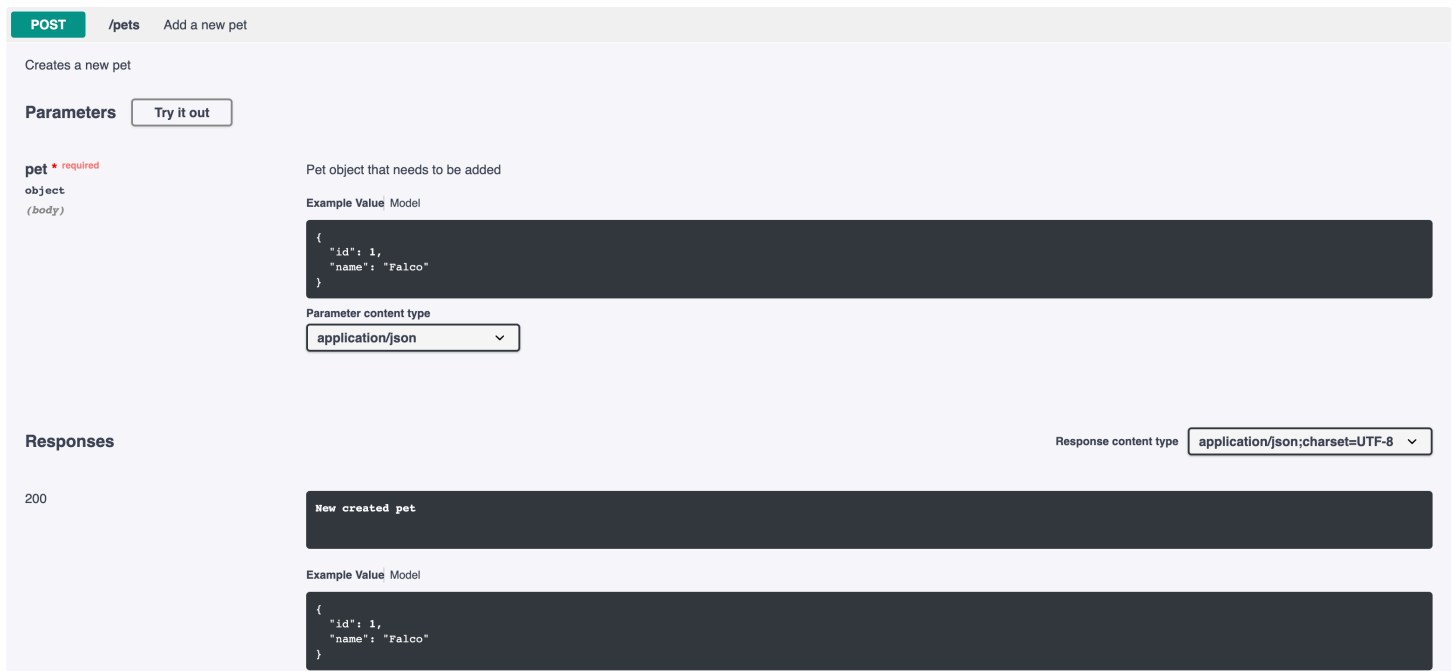 POST /pets Add a new pet
Creates a new pet
Parameters Try it out
pet * required
object
(body)
Pet object that needs to be added
Example Value Model
{
  "id": 1,
  "name": "Falco"
}
Parameter content type
application/json
Responses
Response content type application/json;charset=UTF-8
200
New created pet
Example Value Model
{
  "id": 1,
  "name": "Falco"
}